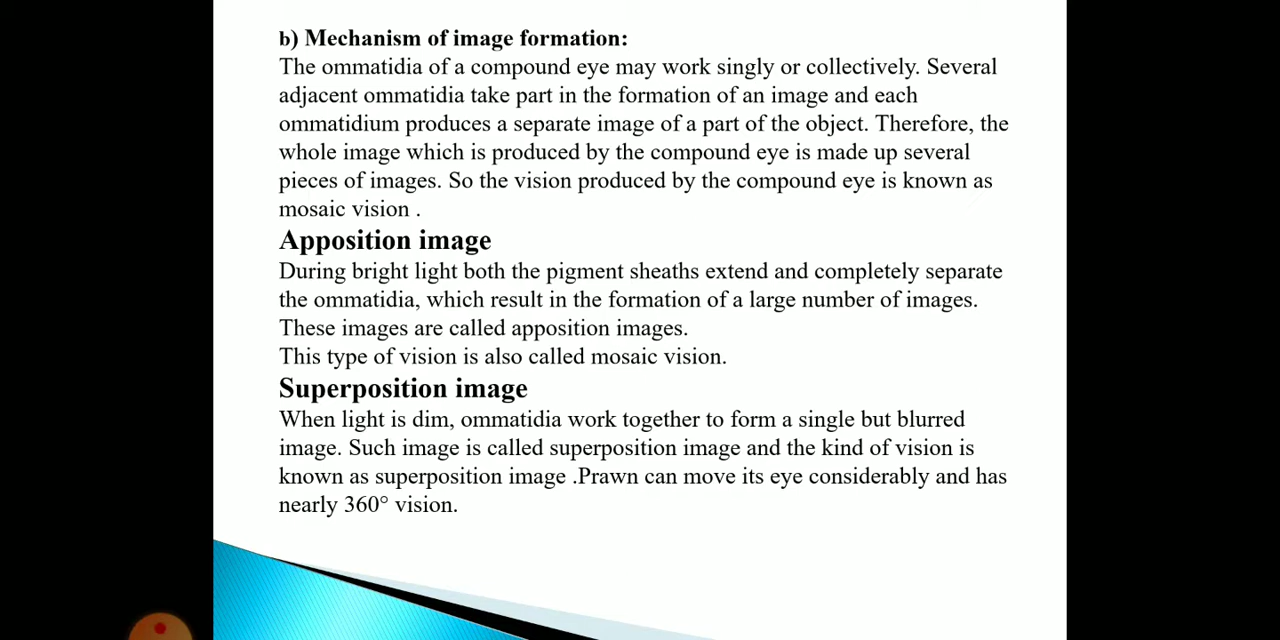 b) Mechanism of image formation:
The ommatidia of a compound eye may work singly or collectively. Several
adjacent ommatidia take part in the formation of an image and each
ommatidium produces a separate image of a part of the object. Therefore, the
whole image which is produced by the compound eye is made up several
pieces of images. So the vision produced by the compound eye is known as
mosaic vision .
Apposition image
During bright light both the pigment sheaths extend and completely separate
the ommatidia, which result in the formation of a large number of images.
These images are called apposition images.
This type of vision is also called mosaic vision.
Superposition image
When light is dim, ommatidia work together to form a single but blurred
image. Such image is called superposition image and the kind of vision is
known as superposition image .Prawn can move its eye considerably and has
nearly 360° vision.